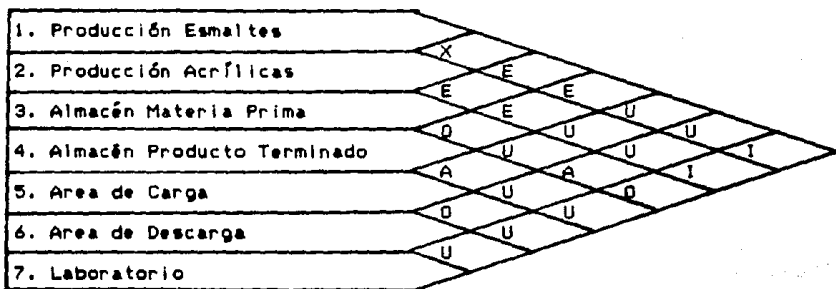 1. Producción Esmaltes
X
2. Producción Acrílicas E
E E
3. Almacén Materia Prima E U
O U U
4. Almacén Producto Terminado U U I
A A I
5. Area de Carga U O
O U
6. Area de Descarga U
U
7. Laboratorio